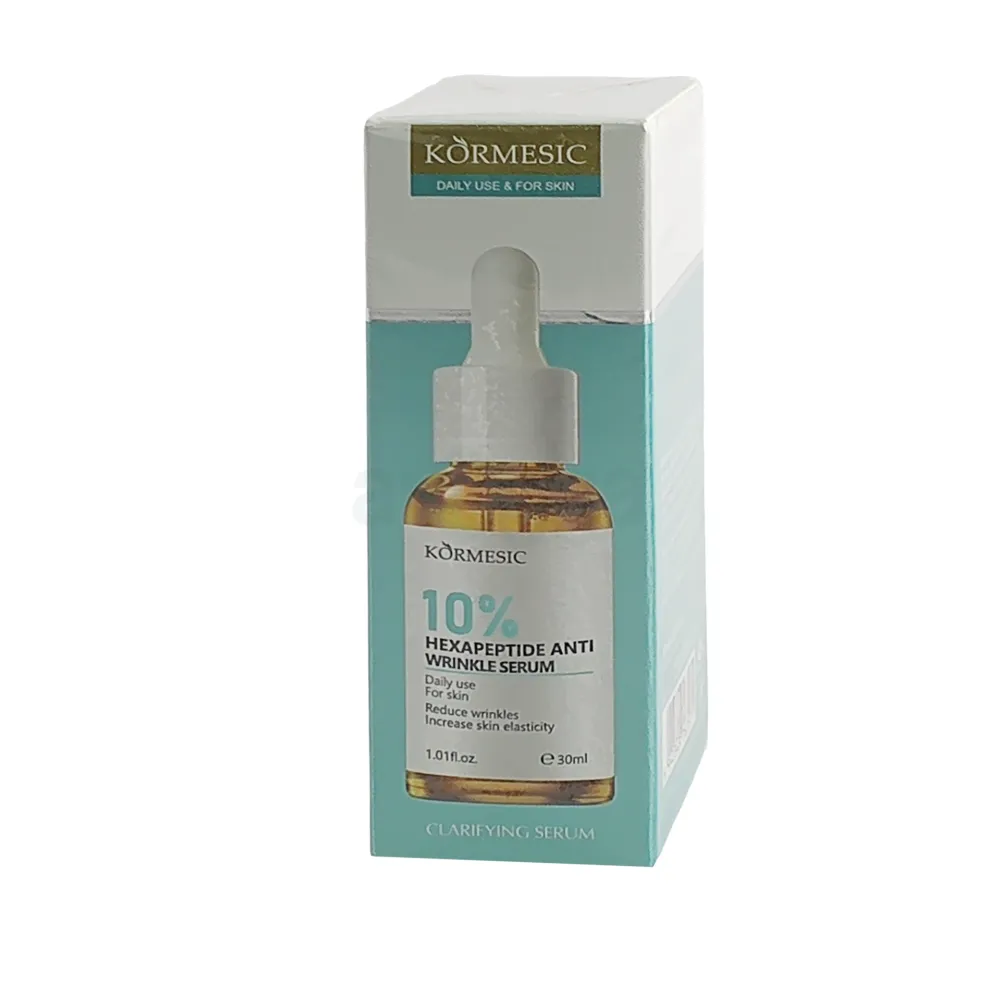 KORMESIC
DAILY USE & FOR SKIN
KORMESIC
10%
HEXAPEPTIDE ANTI
WRINKLE SERUM
Daily use
For skin
Reduce wrinkles
Increase skin elasticity
1.01fl.oz. ℮30ml
CLARIFYING SERUM